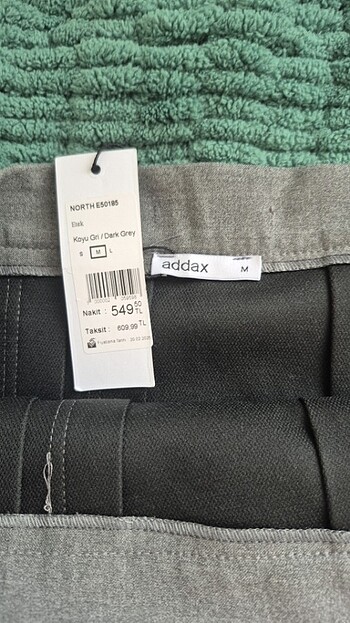 NORTH E50185
Etek
Koyu Gri / Dark Grey
S M L
Nakit : 549 50 TL
Taksit : 609.99 TL
addax
M